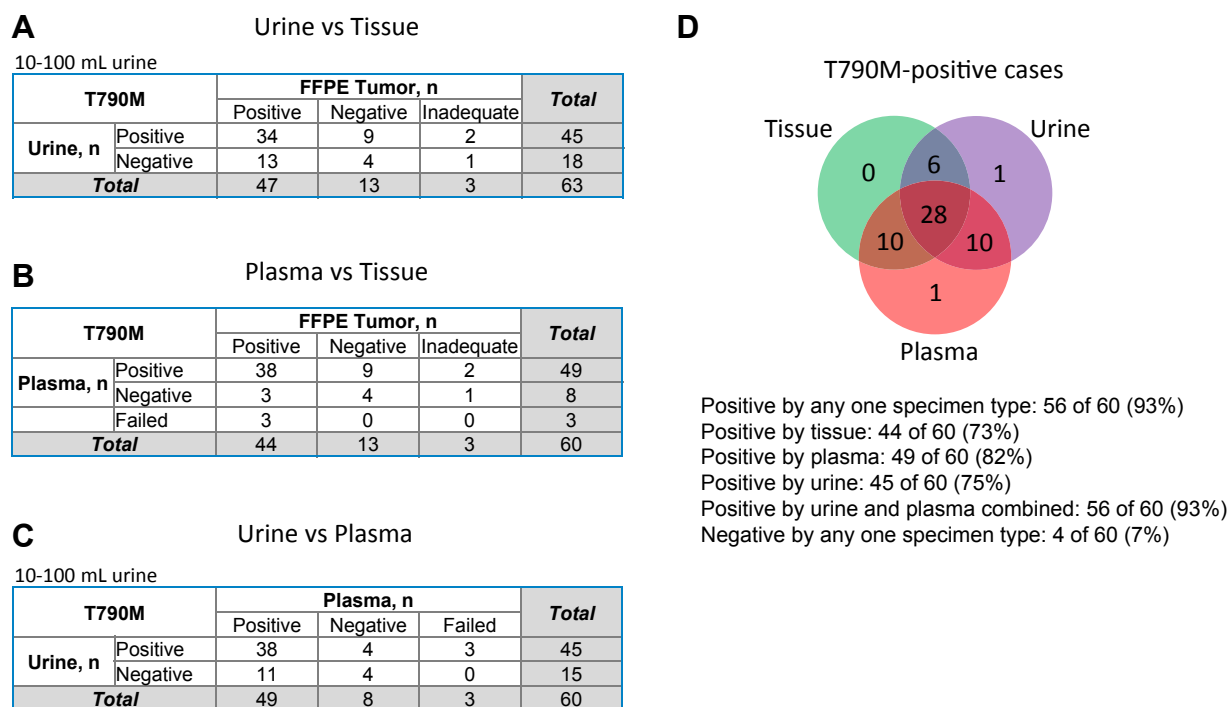 A
Urine vs Tissue
10-100 mL urine
T790M FFPE Tumor, n Total
Positive Negative Inadequate
Urine, n Positive 34 9 2 45
Negative 13 4 1 18
Total 47 13 3 63
B
Plasma vs Tissue
T790M FFPE Tumor, n Total
Positive Negative Inadequate
Plasma, n Positive 38 9 2 49
Negative 3 4 1 8
Failed 3 0 0 3
Total 44 13 3 60
C
Urine vs Plasma
10-100 mL urine
T790M Plasma, n Total
Positive Negative Failed
Urine, n Positive 38 4 3 45
Negative 11 4 0 15
Total 49 8 3 60
D
T790M-positive cases
Tissue Urine
0 6 1
28
10 10
1
Plasma
Positive by any one specimen type: 56 of 60 (93%)
Positive by tissue: 44 of 60 (73%)
Positive by plasma: 49 of 60 (82%)
Positive by urine: 45 of 60 (75%)
Positive by urine and plasma combined: 56 of 60 (93%)
Negative by any one specimen type: 4 of 60 (7%)